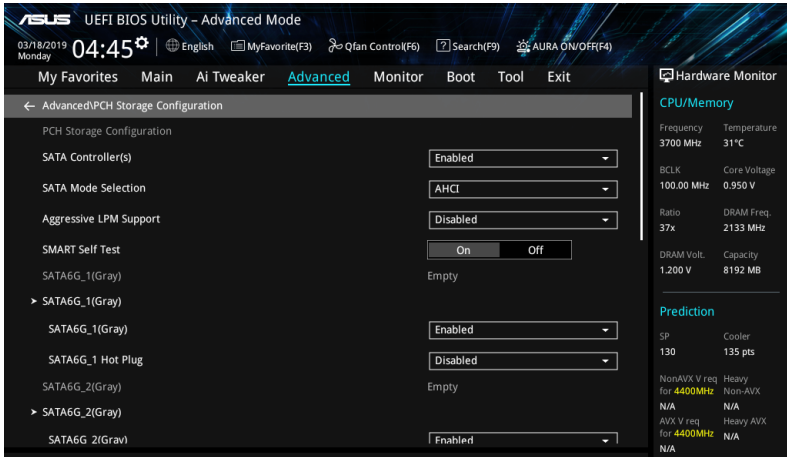 ASUS UEFI BIOS Utility – Advanced Mode
03/18/2019
Monday
04:45
English
MyFavorite(F3)
Qfan Control(F6)
? Search(F9)
AURA ON/OFF(F4)
My Favorites Main Ai Tweaker Advanced Monitor Boot Tool Exit
← Advanced\PCH Storage Configuration
PCH Storage Configuration
SATA Controller(s) Enabled
SATA Mode Selection AHCI
Aggressive LPM Support Disabled
SMART Self Test On Off
SATA6G_1(Gray) Empty
SATA6G_1(Gray)
SATA6G_1(Gray) Enabled
SATA6G_1 Hot Plug Disabled
SATA6G_2(Gray) Empty
SATA6G_2(Gray)
SATA6G_2(Gray) Enabled
Hardware Monitor
CPU/Memory
Frequency Temperature
3700 MHz 31°C
BCLK Core Voltage
100.00 MHz 0.950 V
Ratio DRAM Freq.
37x 2133 MHz
DRAM Volt. Capacity
1.200 V 8192 MB
Prediction
SP Cooler
130 135 pts
NonAVX V req Heavy
for 4400MHz Non-AVX
N/A N/A
AVX V req Heavy AVX
for 4400MHz N/A
N/A